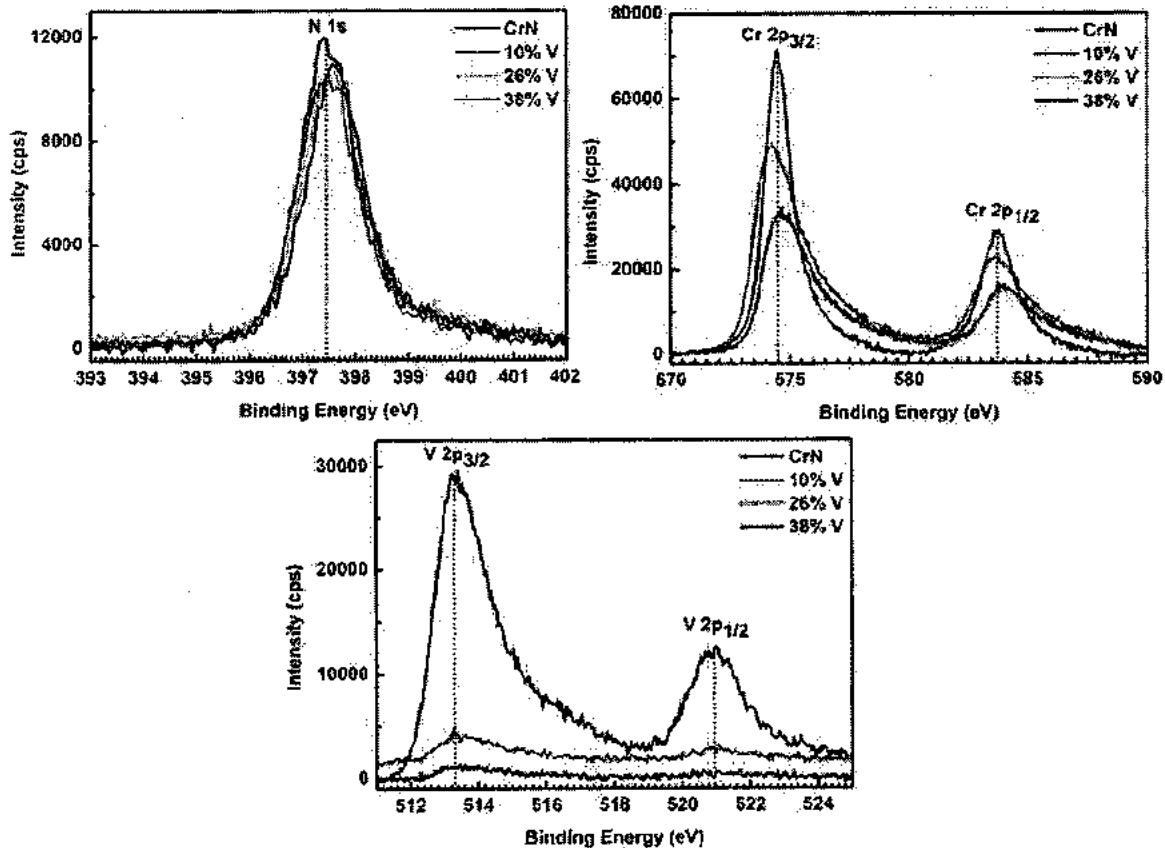 N 1s
CrN
10% V
26% V
38% V
12000
9000
6000
4000
0
Intensity (cps)
393 394 395 396 397 398 399 400 401 402
Binding Energy (eV)
80000
Cr 2p3/2
CrN
10% V
26% V
38% V
60000
40000
Cr 2p1/2
20000
0
Intensity (cps)
570 575 580 585 590
Binding Energy (eV)
30000
V 2p3/2
CrN
10% V
26% V
38% V
20000
V 2p1/2
10000
0
Intensity (cps)
512 514 516 518 520 522 524
Binding Energy (eV)